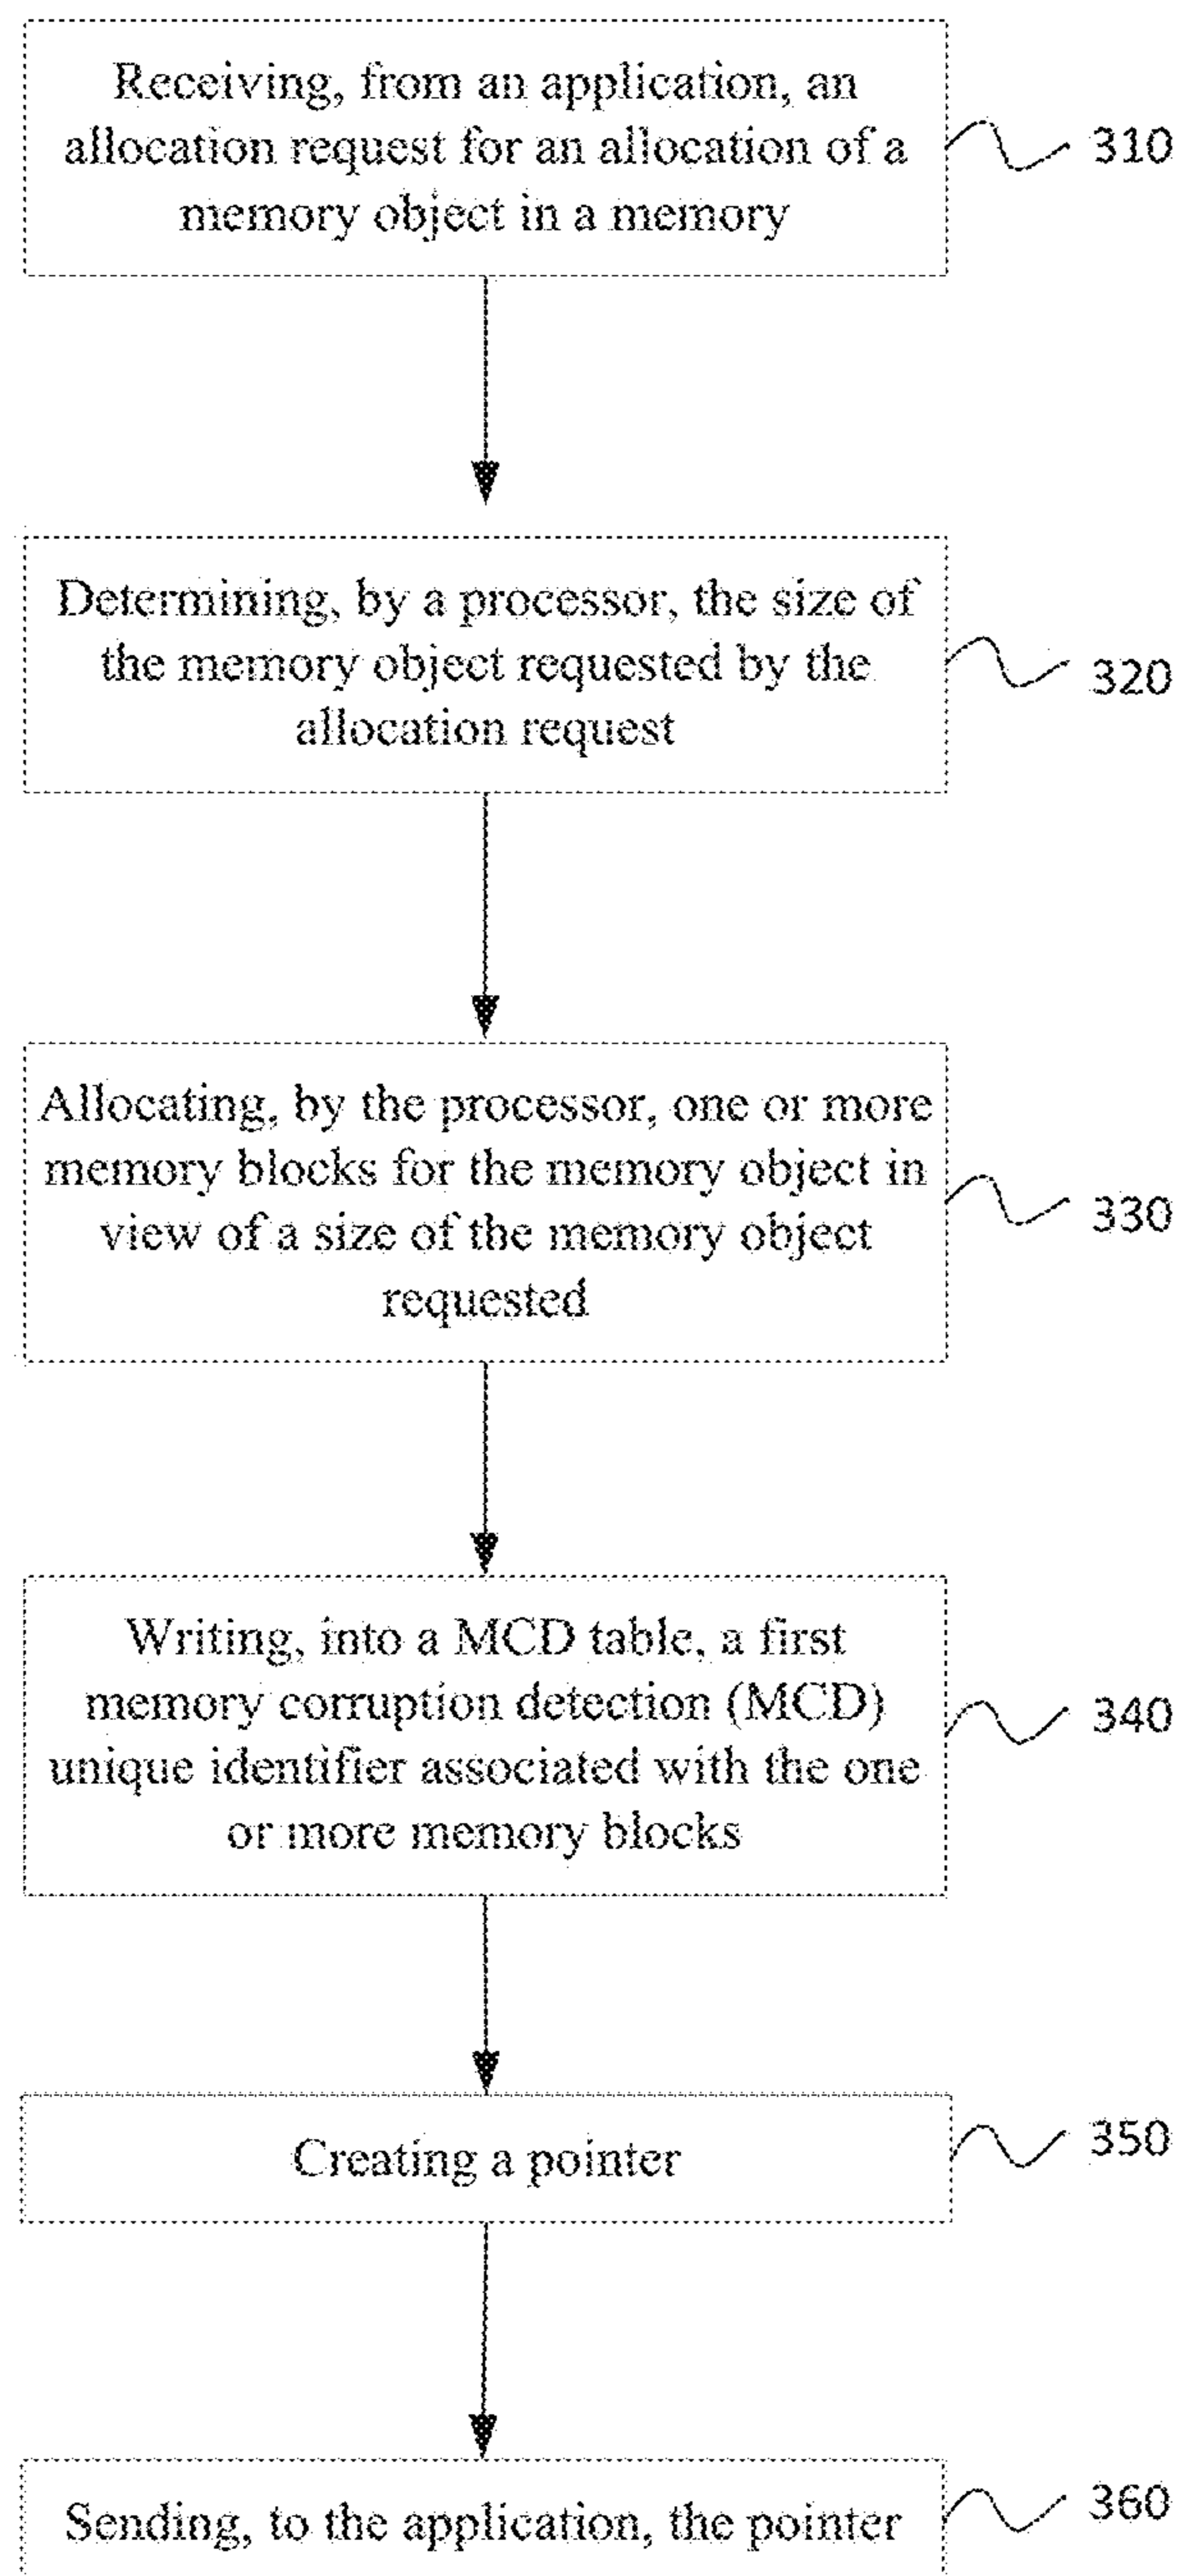 Receiving, from an application, an
allocation request for an allocation of a
memory object in a memory
310
Determining, by a processor, the size of
the memory object requested by the
allocation request
320
Allocating, by the processor, one or more
memory blocks for the memory object in
view of a size of the memory object
requested
330
Writing, into a MCD table, a first
memory corruption detection (MCD)
unique identifier associated with the one
or more memory blocks
340
Creating a pointer
350
Sending, to the application, the pointer
360